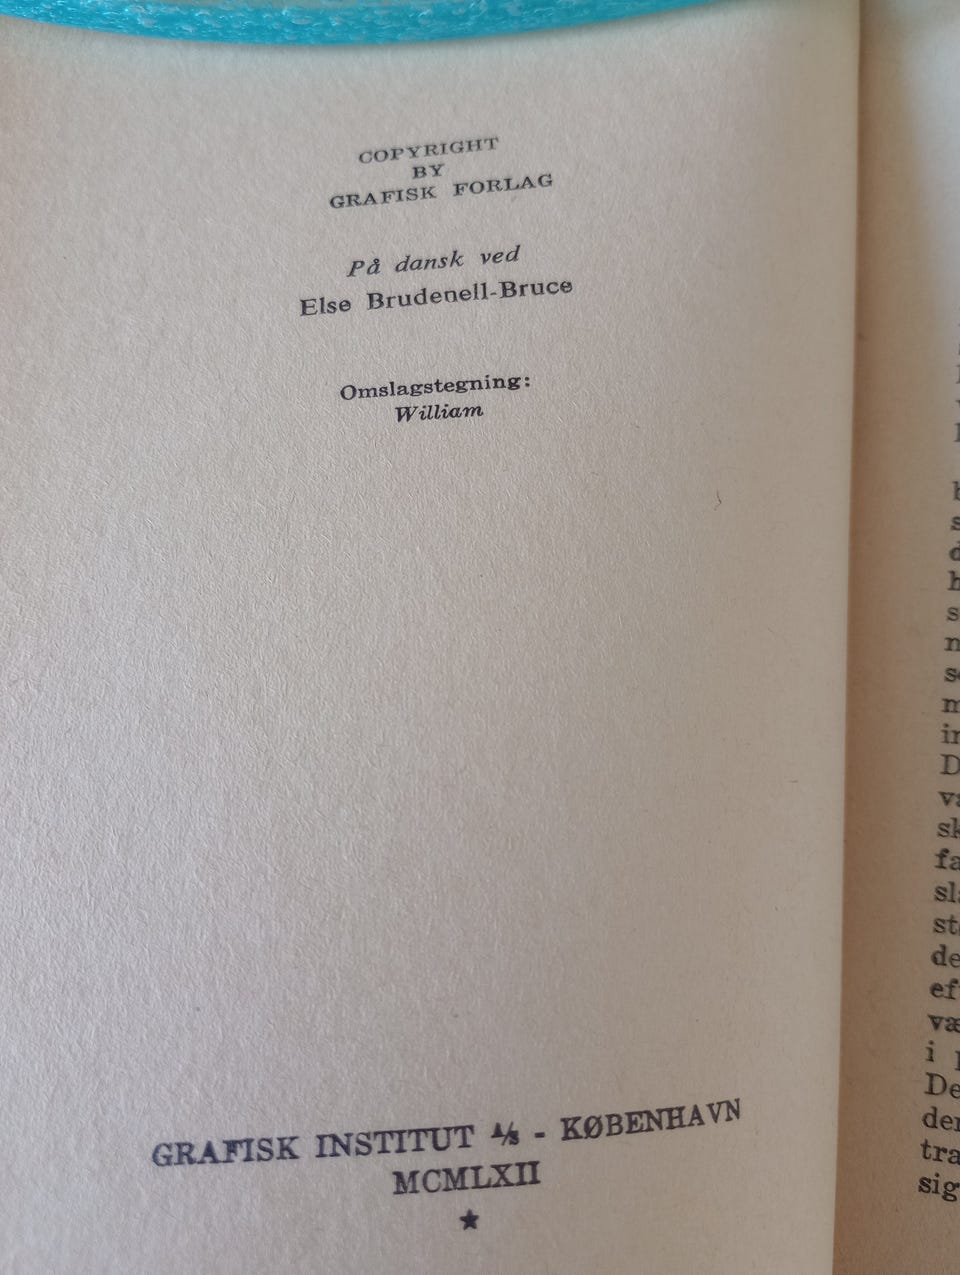 COPYRIGHT
BY
GRAFISK FORLAG
På dansk ved
Else Brudenell-Bruce
Omslagstegning:
William
GRAFISK INSTITUT A/S - KØBENHAVN
MCMLXII